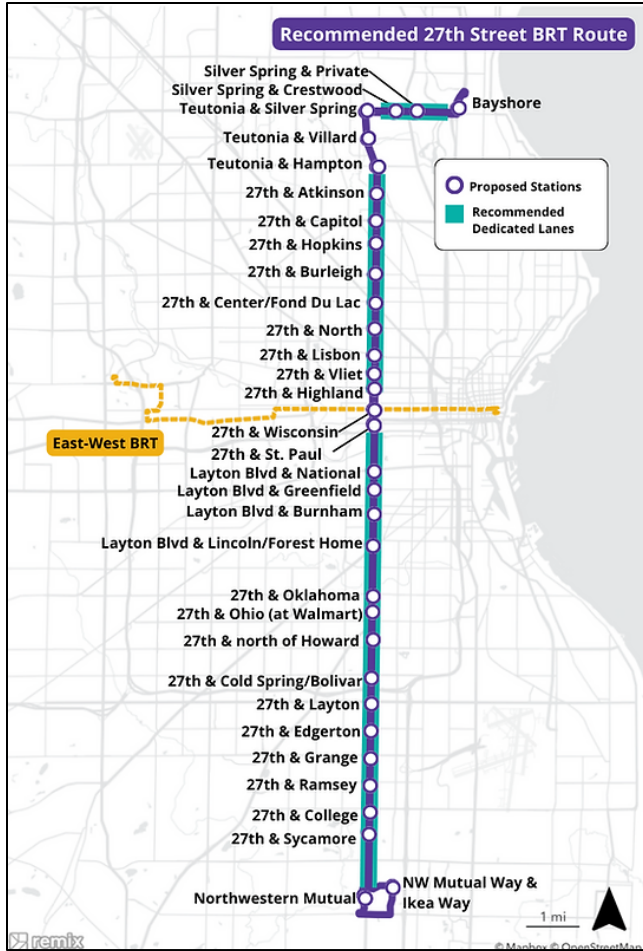 Recommended 27th Street BRT Route
Silver Spring & Private
Silver Spring & Crestwood
Teutonia & Silver Spring
Bayshore
Teutonia & Villard
Teutonia & Hampton
Proposed Stations
Recommended
Dedicated Lanes
27th & Atkinson
27th & Capitol
27th & Hopkins
27th & Burleigh
27th & Center/Fond Du Lac
27th & North
27th & Lisbon
27th & Vliet
27th & Highland
East-West BRT
27th & Wisconsin
27th & St. Paul
Layton Blvd & National
Layton Blvd & Greenfield
Layton Blvd & Burnham
Layton Blvd & Lincoln/Forest Home
27th & Oklahoma
27th & Ohio (at Walmart)
27th & north of Howard
27th & Cold Spring/Bolivar
27th & Layton
27th & Edgerton
27th & Grange
27th & Ramsey
27th & College
27th & Sycamore
NW Mutual Way &
Ikea Way
Northwestern Mutual
1 mi
remix
© Mapbox © OpenStreetMap